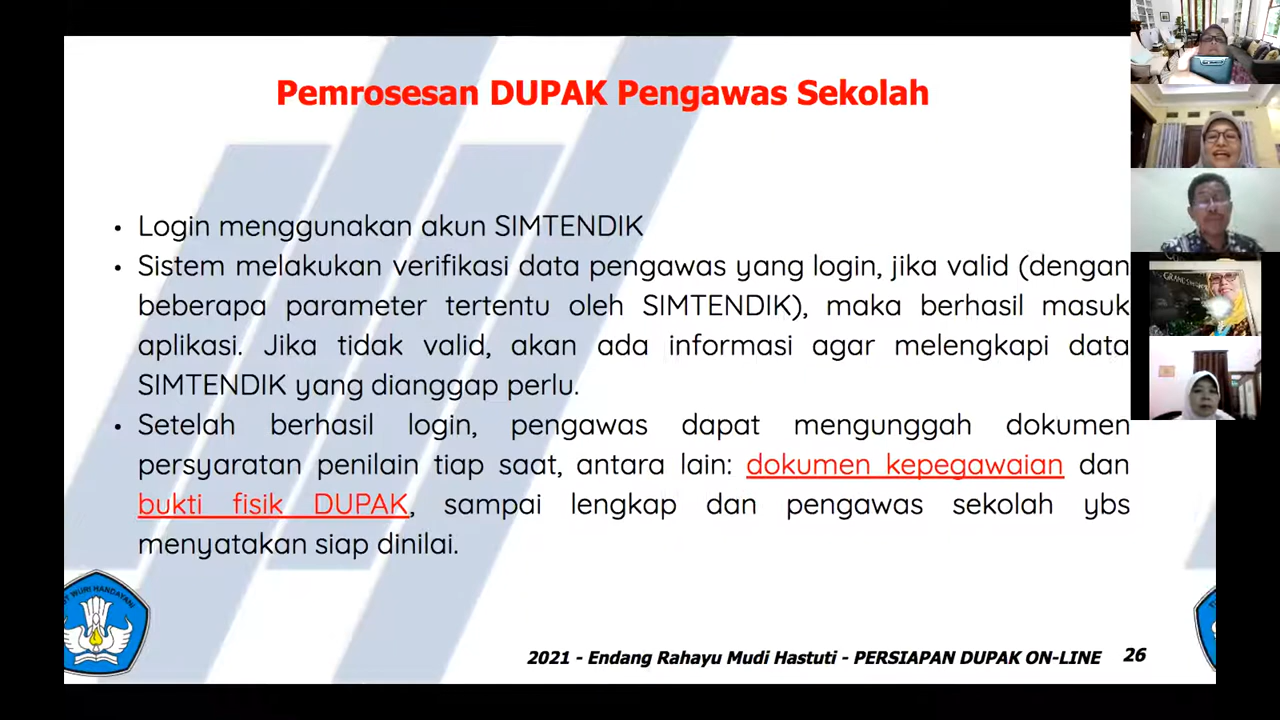 Pemrosesan DUPAK Pengawas Sekolah
• Login menggunakan akun SIMTENDIK
• Sistem melakukan verifikasi data pengawas yang login, jika valid (dengan
beberapa parameter tertentu oleh SIMTENDIK), maka berhasil masuk
aplikasi. Jika tidak valid, akan ada informasi agar melengkapi data
SIMTENDIK yang dianggap perlu.
• Setelah berhasil login, pengawas dapat mengunggah dokumen
persyaratan penilain tiap saat, antara lain: dokumen kepegawaian dan
bukti fisik DUPAK, sampai lengkap dan pengawas sekolah ybs
menyatakan siap dinilai.
2021 - Endang Rahayu Mudi Hastuti - PERSIAPAN DUPAK ON-LINE 26